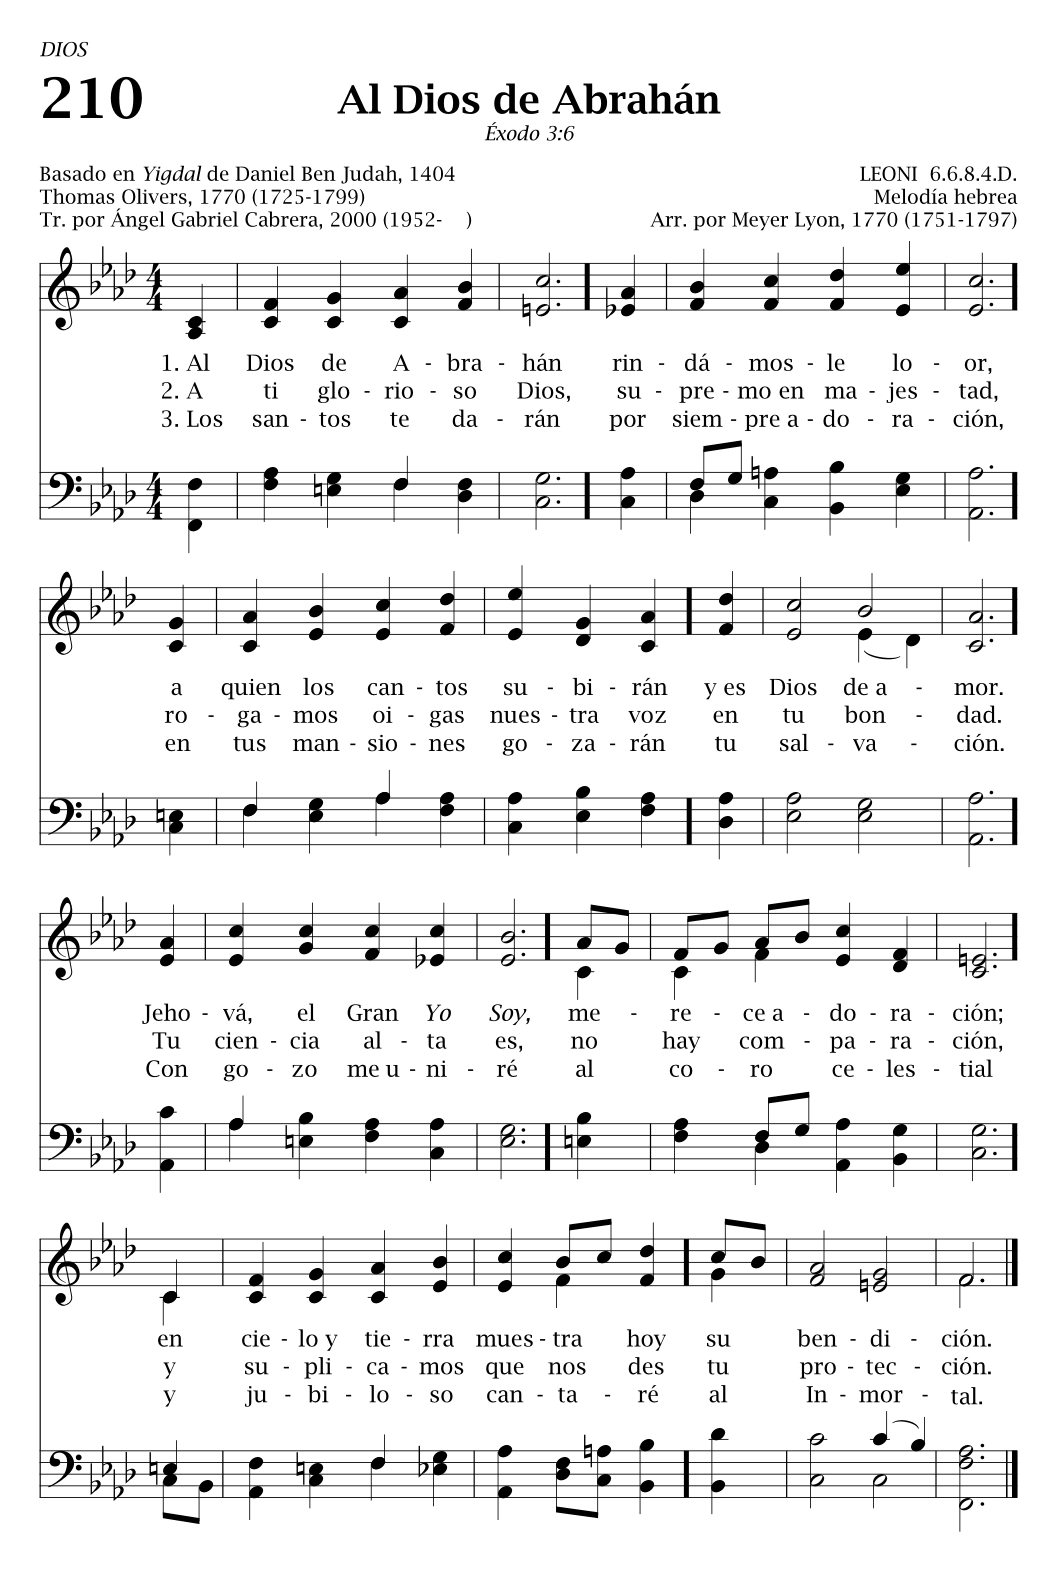 DIOS
210
Al Dios de Abrahán
Éxodo 3:6
Basado en Yigdal de Daniel Ben Judah, 1404
Thomas Olivers, 1770 (1725-1799)
Tr. por Ángel Gabriel Cabrera, 2000 (1952-    )
LEONI  6.6.8.4.D.
Melodía hebrea
Arr. por Meyer Lyon, 1770 (1751-1797)
1. Al Dios de A - bra - hán rin - dá - mos - le lo - or,
2. A ti glo - rio - so Dios, su - pre - mo en ma - jes - tad,
3. Los san - tos te da - rán por siem - pre a - do - ra - ción,
a quien los can - tos su - bi - rán y es Dios de a - mor.
ro - ga - mos oi - gas nues - tra voz en tu bon - dad.
en tus man - sio - nes go - za - rán tu sal - va - ción.
Jeho - vá, el Gran Yo Soy, me - re - ce a - do - ra - ción;
Tu cien - cia al - ta es, no hay com - pa - ra - ción,
Con go - zo me u - ni - ré al co - ro ce - les - tial
en cie - lo y tie - rra mues - tra hoy su ben - di - ción.
y su - pli - ca - mos que nos des tu pro - tec - ción.
y ju - bi - lo - so can - ta - ré al In - mor - tal.